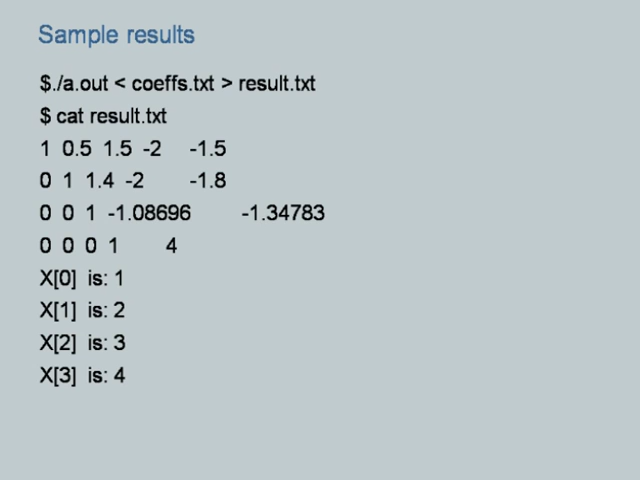 Sample results
$./a.out < coeffs.txt > result.txt
$ cat result.txt
1 0.5 1.5 -2 -1.5
0 1 1.4 -2 -1.8
0 0 1 -1.08696 -1.34783
0 0 0 1 4
X[0] is: 1
X[1] is: 2
X[2] is: 3
X[3] is: 4